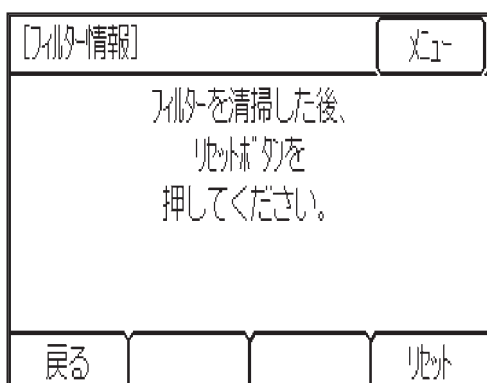 [フィルター情報]
メニュー
フィルターを清掃した後、
リセットボタンを
押してください。
戻る
リセット